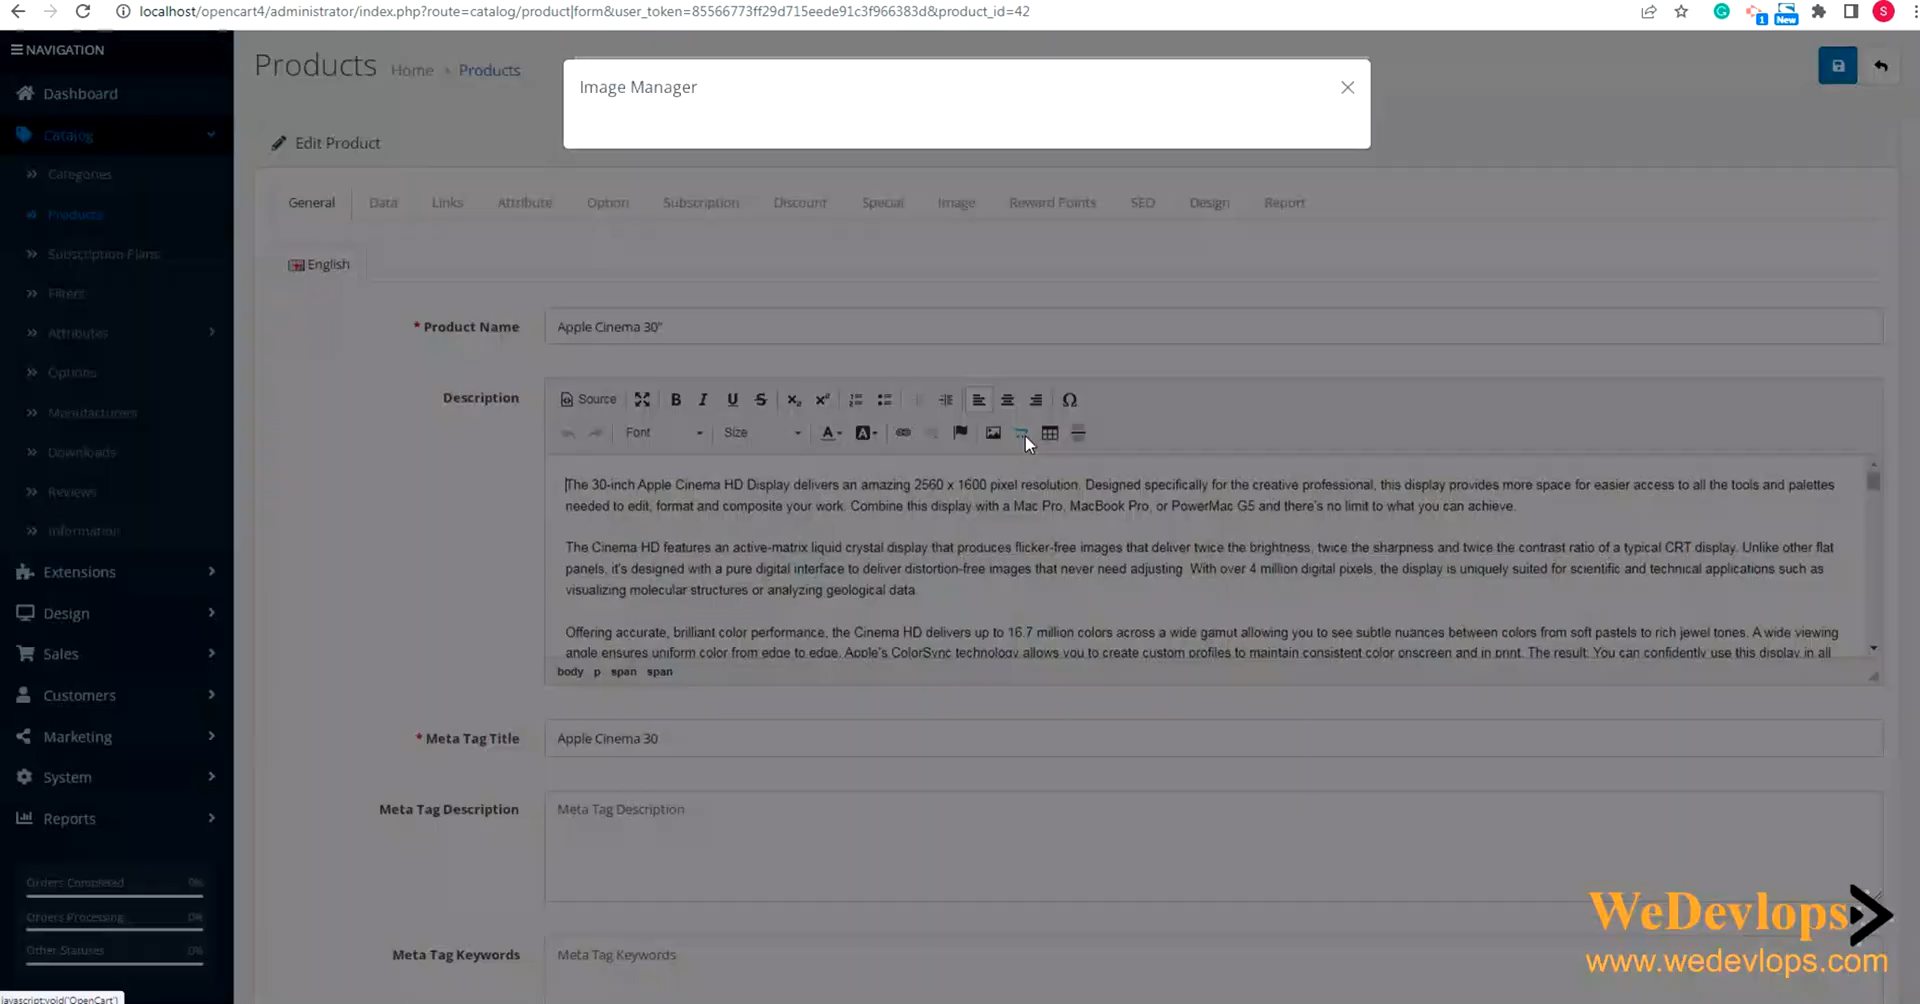 localhost/opencart4/administrator/index.php?route=catalog/product|form&user_token=85566773ff29d715eede91c3f966383d&product_id=42
1
New
S
NAVIGATION
Dashboard
Catalog
Categories
Products
Subscription Plans
Filters
Attributes
Options
Manufacturers
Downloads
Reviews
Information
Extensions
Design
Sales
Customers
Marketing
System
Reports
Orders Completed 0%
Orders Processing 0%
Other Statuses 0%
javascript:void('OpenCart')
Products Home › Products
Image Manager
Edit Product
General Data Links Attribute Option Subscription Discount Special Image Reward Points SEO Design Report
English
* Product Name Apple Cinema 30"
Description
Source B I U S x₂ x² Ω
Font Size A A
The 30-inch Apple Cinema HD Display delivers an amazing 2560 x 1600 pixel resolution. Designed specifically for the creative professional, this display provides more space for easier access to all the tools and palettes
needed to edit, format and composite your work. Combine this display with a Mac Pro, MacBook Pro, or PowerMac G5 and there's no limit to what you can achieve.
The Cinema HD features an active-matrix liquid crystal display that produces flicker-free images that deliver twice the brightness, twice the sharpness and twice the contrast ratio of a typical CRT display. Unlike other flat
panels, it's designed with a pure digital interface to deliver distortion-free images that never need adjusting. With over 4 million digital pixels, the display is uniquely suited for scientific and technical applications such as
visualizing molecular structures or analyzing geological data.
Offering accurate, brilliant color performance, the Cinema HD delivers up to 16.7 million colors across a wide gamut allowing you to see subtle nuances between colors from soft pastels to rich jewel tones. A wide viewing
angle ensures uniform color from edge to edge. Apple's ColorSync technology allows you to create custom profiles to maintain consistent color onscreen and in print. The result: You can confidently use this display in all
body p span span
* Meta Tag Title Apple Cinema 30
Meta Tag Description Meta Tag Description
Meta Tag Keywords Meta Tag Keywords
WeDevlops
www.wedevlops.com